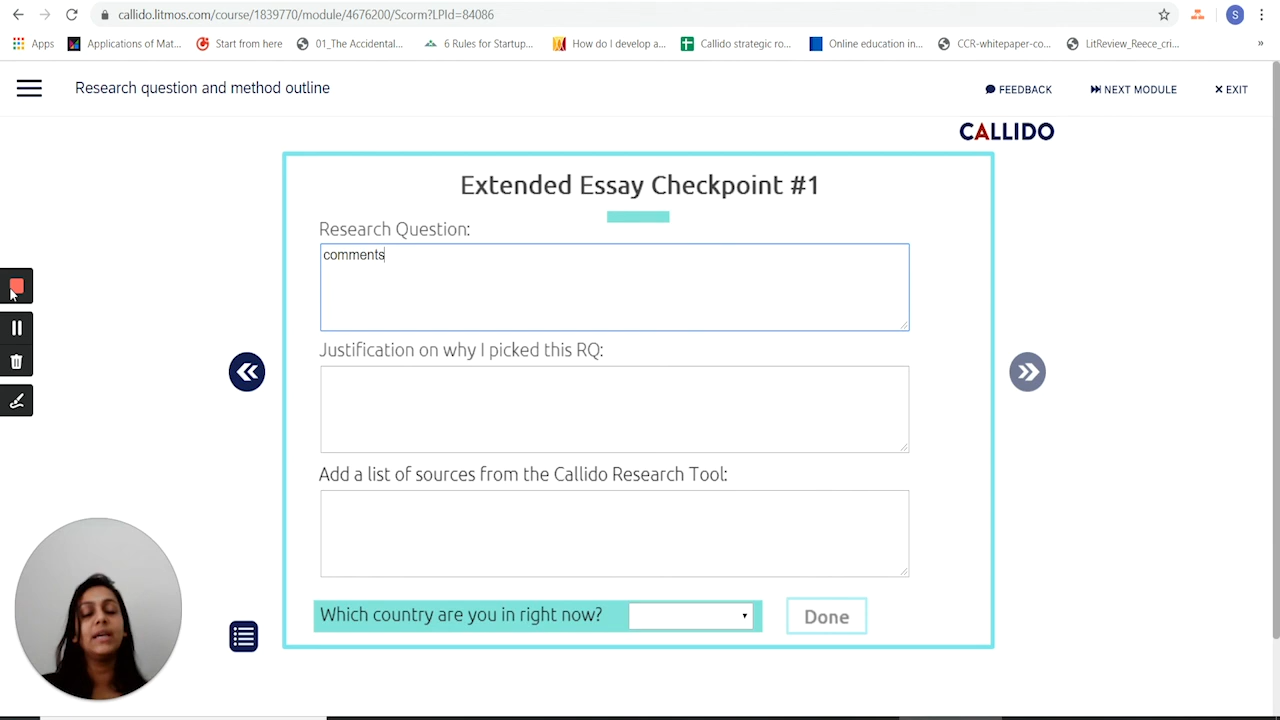 callido.litmos.com/course/1839770/module/4676200/Scorm?LPId=84086
S
Apps
Applications of Mat...
Start from here
01_The Accidental...
6 Rules for Startup...
How do I develop a...
Callido strategic ro...
Online education in...
CCR-whitepaper-co...
LitReview_Reece_cri...
»
Research question and method outline
FEEDBACK
NEXT MODULE
EXIT
CALLIDO
Extended Essay Checkpoint #1
Research Question:
comments
Justification on why I picked this RQ:
Add a list of sources from the Callido Research Tool:
Which country are you in right now?
Done